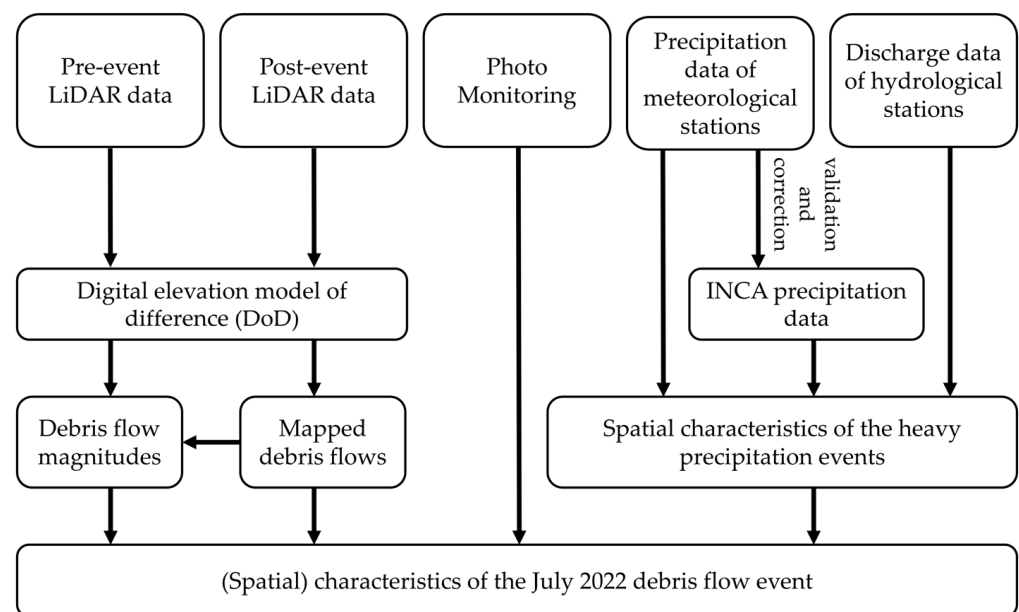 Pre-event
LiDAR data
Post-event
LiDAR data
Photo
Monitoring
Precipitation
data of
meteorological
stations
Discharge data
of hydrological
stations
validation
and
correction
Digital elevation model of
difference (DoD)
INCA precipitation
data
Debris flow
magnitudes
Mapped
debris flows
Spatial characteristics of the heavy
precipitation events
(Spatial) characteristics of the July 2022 debris flow event